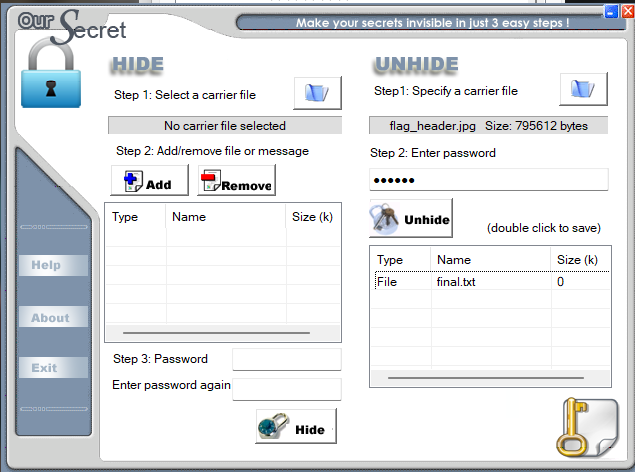 Our Secret
Make your secrets invisible in just 3 easy steps !
HIDE
Step 1: Select a carrier file
No carrier file selected
Step 2: Add/remove file or message
Add
Remove
Type Name Size (k)
Step 3: Password
Enter password again
Hide
UNHIDE
Step1: Specify a carrier file
flag_header.jpg Size: 795612 bytes
Step 2: Enter password
••••••
Unhide
(double click to save)
Type Name Size (k)
File final.txt 0
Help
About
Exit